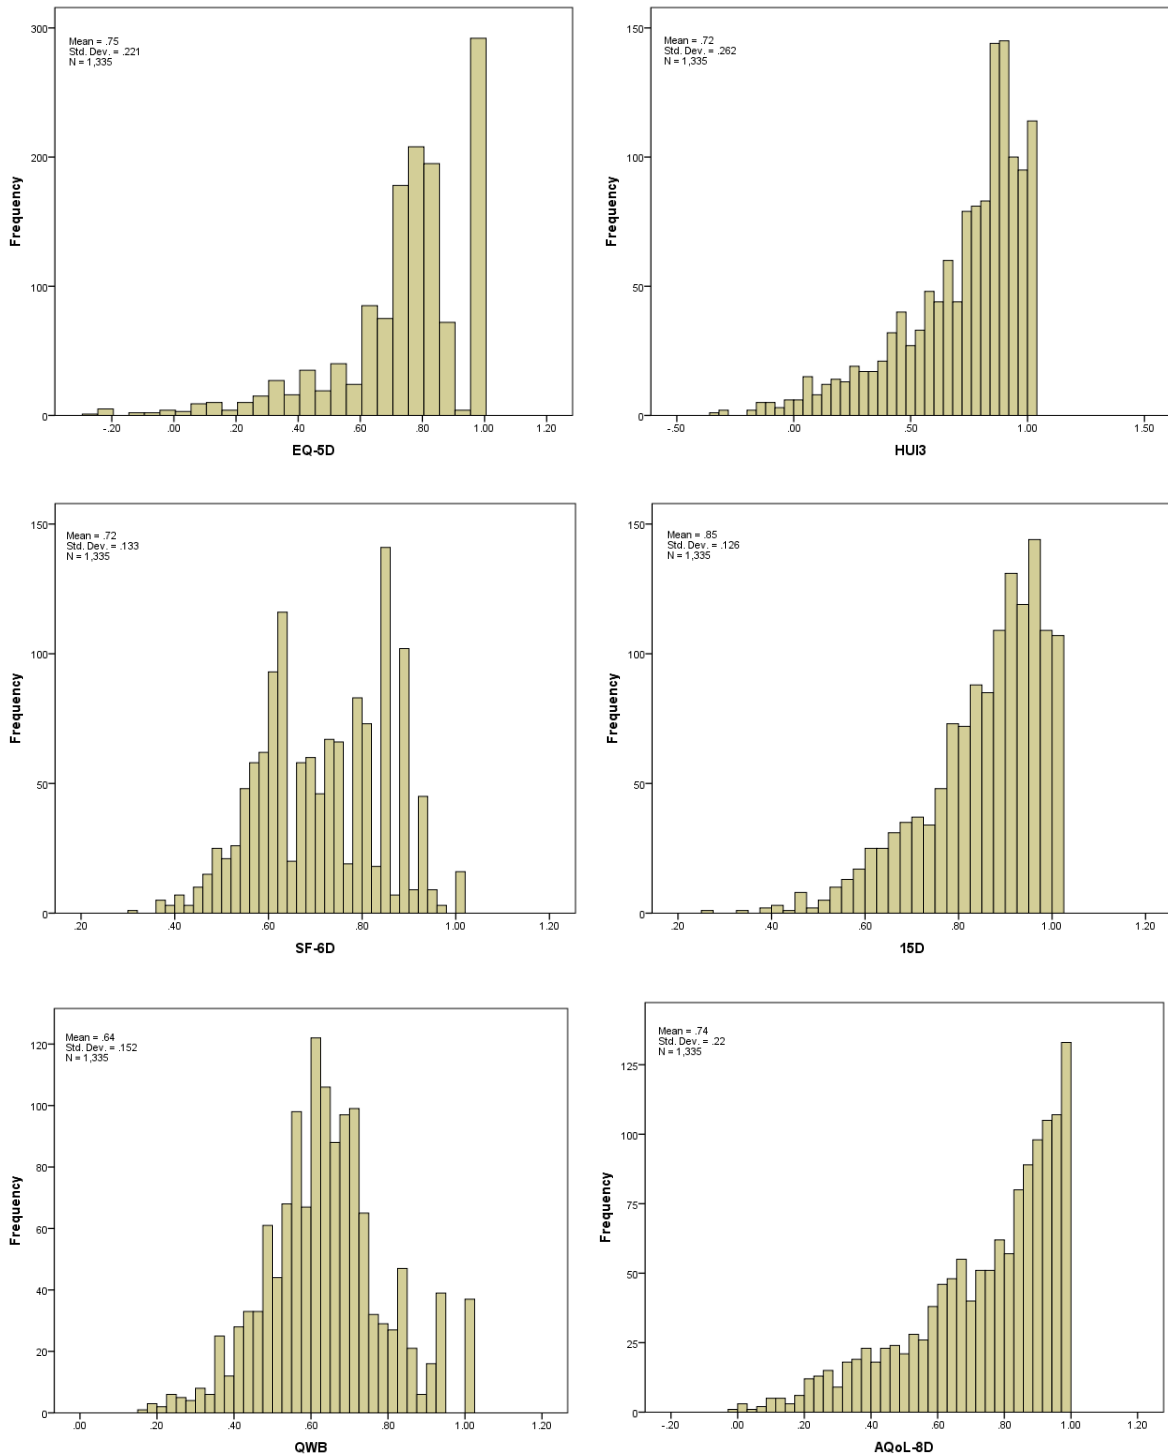 Mean = .75
Std. Dev. = .221
N = 1,335
300
200
100
0
Frequency
-.20 .00 .20 .40 .60 .80 1.00 1.20
EQ-5D
Mean = .72
Std. Dev. = .262
N = 1,335
150
100
50
0
Frequency
-.50 .00 .50 1.00 1.50
HUI3
Mean = .72
Std. Dev. = .133
N = 1,335
150
100
50
0
Frequency
.20 .40 .60 .80 1.00 1.20
SF-6D
Mean = .85
Std. Dev. = .126
N = 1,335
150
100
50
0
Frequency
.20 .40 .60 .80 1.00 1.20
15D
Mean = .64
Std. Dev. = .152
N = 1,335
120
100
80
60
40
20
0
Frequency
.00 .20 .40 .60 .80 1.00 1.20
QWB
Mean = .74
Std. Dev. = .22
N = 1,335
125
100
75
50
25
0
Frequency
-.20 .00 .20 .40 .60 .80 1.00 1.20
AQoL-8D